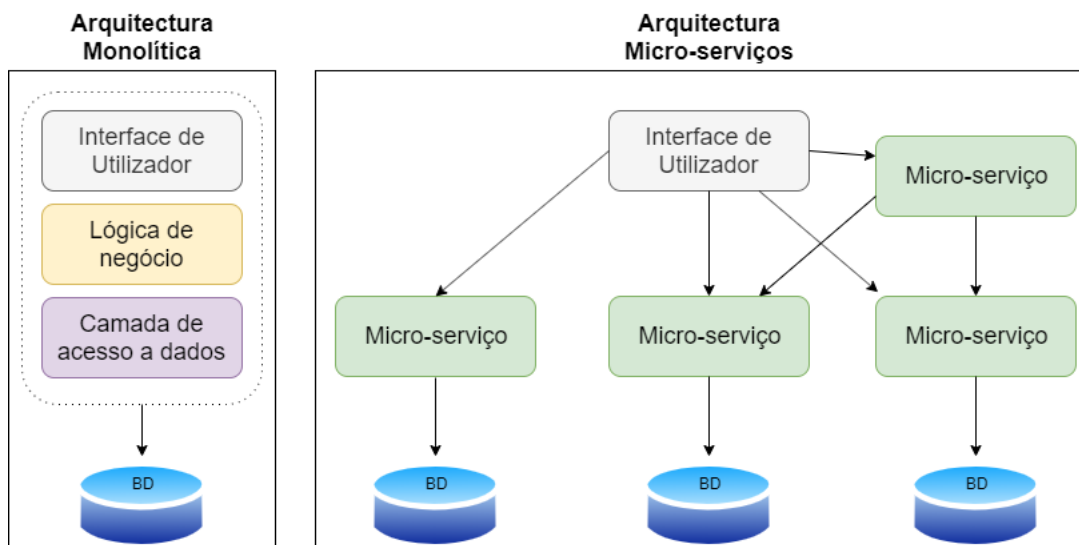 Arquitectura
Monolítica
Interface de
Utilizador
Lógica de
negócio
Camada de
acesso a dados
BD
Arquitectura
Micro-serviços
Interface de
Utilizador
Micro-serviço
Micro-serviço
Micro-serviço
Micro-serviço
BD
BD
BD